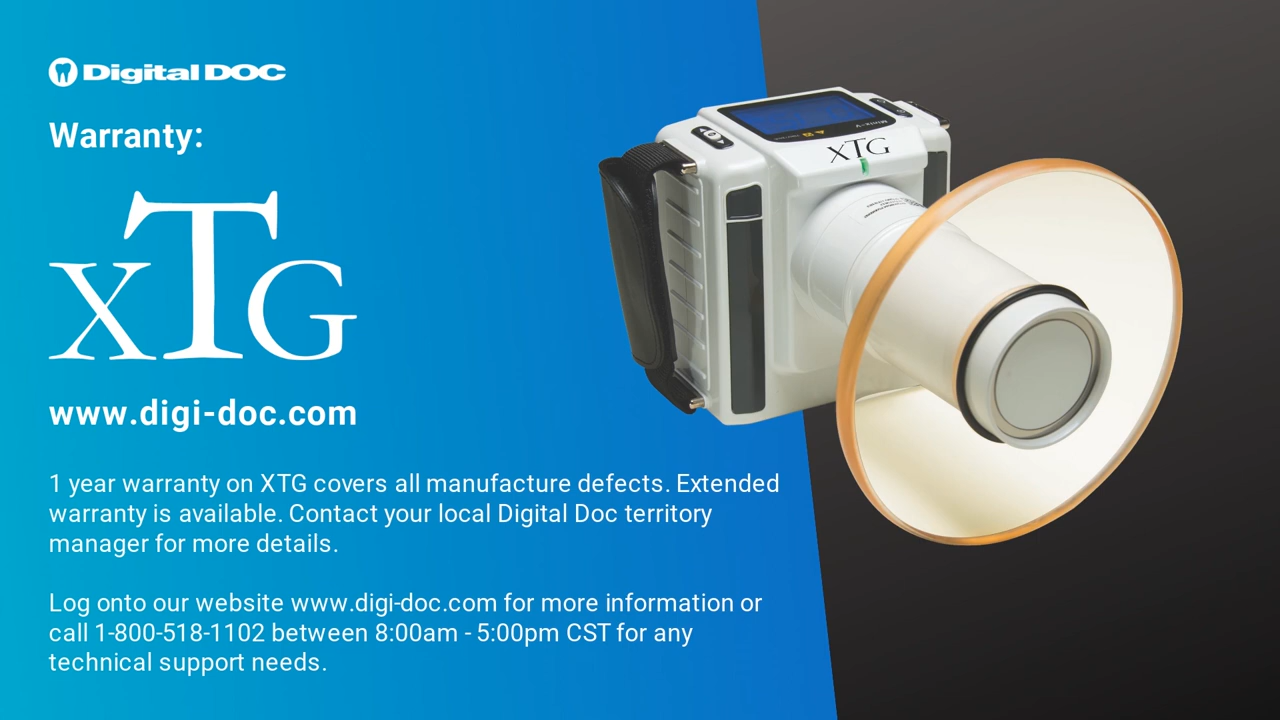 Digital DOC
Warranty:
XTG
www.digi-doc.com
1 year warranty on XTG covers all manufacture defects. Extended
warranty is available. Contact your local Digital Doc territory
manager for more details.
Log onto our website www.digi-doc.com for more information or
call 1-800-518-1102 between 8:00am - 5:00pm CST for any
technical support needs.
XTG